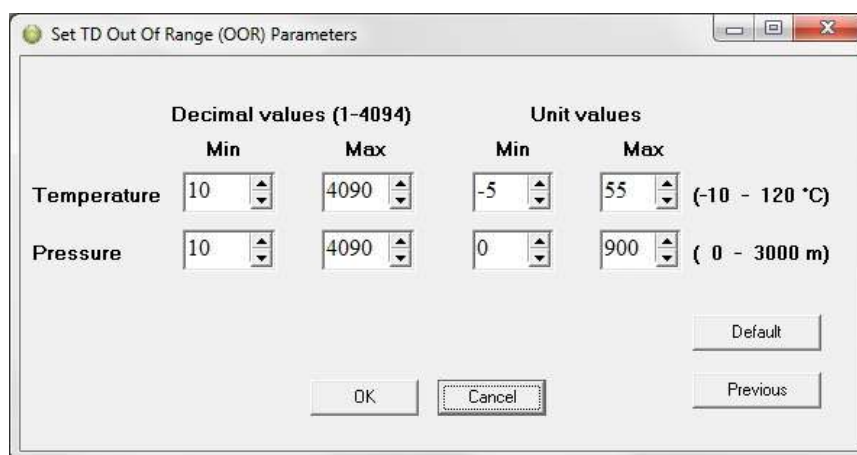 Set TD Out Of Range (OOR) Parameters
Decimal values (1-4094) Unit values
Min Max Min Max
Temperature 10 4090 -5 55 (-10 - 120 °C)
Pressure 10 4090 0 900 ( 0 - 3000 m)
Default
OK Cancel Previous